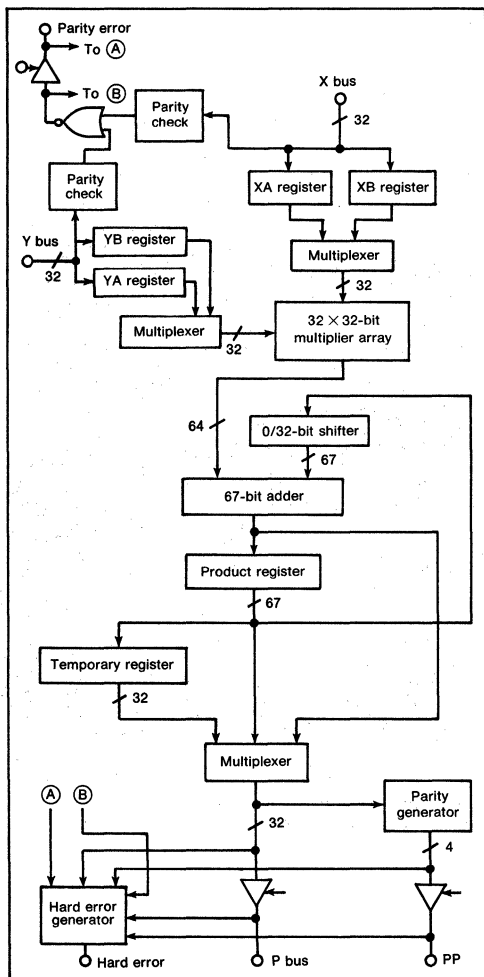 Parity error
To A
To B
X bus
Parity check
32
Parity check
XA register
XB register
Y bus
32
YB register
YA register
Multiplexer
32
Multiplexer
32
32 × 32-bit multiplier array
64
0/32-bit shifter
67
67-bit adder
Product register
67
Temporary register
32
Multiplexer
A
B
32
Parity generator
4
Hard error generator
Hard error
P bus
PP